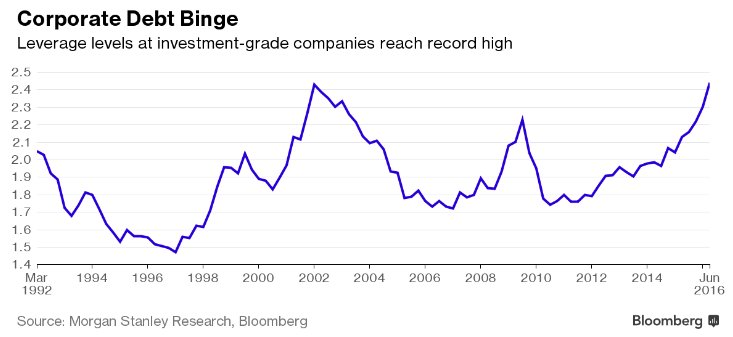 Corporate Debt Binge
Leverage levels at investment-grade companies reach record high
2.5
2.4
2.3
2.2
2.1
2.0
1.9
1.8
1.7
1.6
1.5
1.4
Mar 1994 1996 1998 2000 2002 2004 2006 2008 2010 2012 2014 Jun
1992 2016
Source: Morgan Stanley Research, Bloomberg
Bloomberg